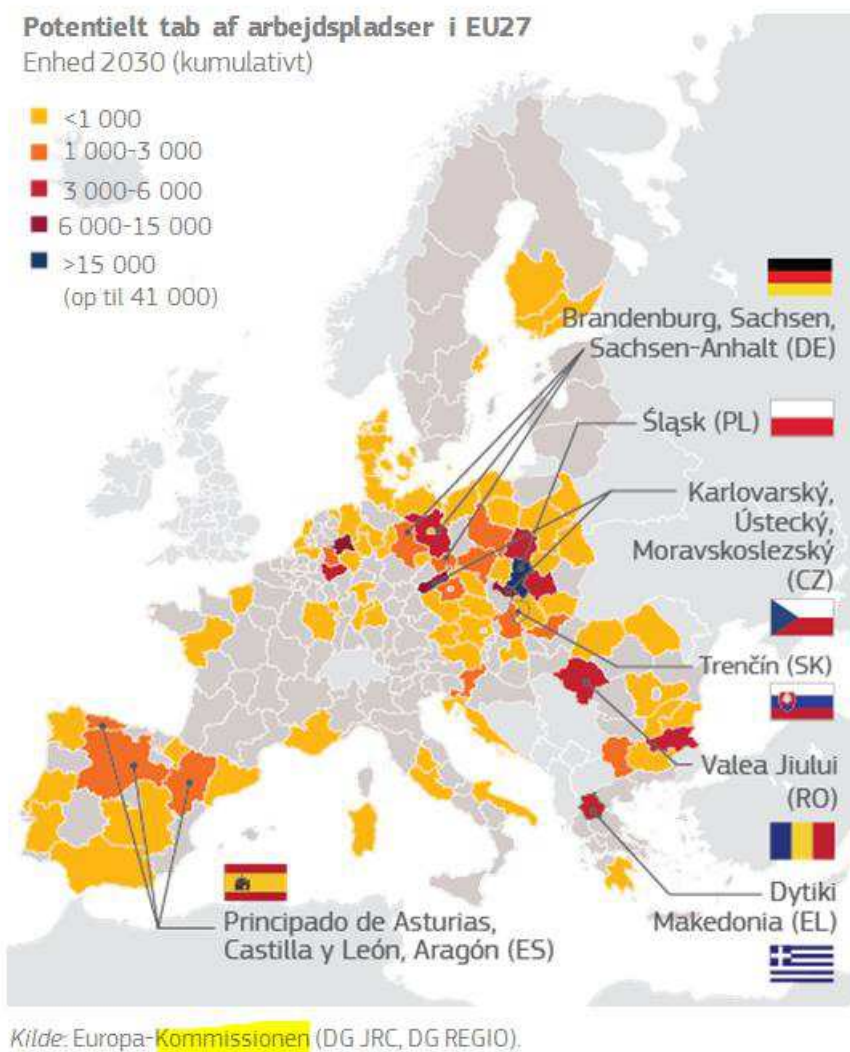 Potentielt tab af arbejdspladser i EU27
Enhed 2030 (kumulativt)
<1 000
1 000-3 000
3 000-6 000
6 000-15 000
>15 000
(op til 41 000)
Brandenburg, Sachsen,
Sachsen-Anhalt (DE)
Śląsk (PL)
Karlovarský,
Ústecký,
Moravskoslezský
(CZ)
Trenčín (SK)
Valea Jiului
(RO)
Dytiki
Makedonia (EL)
Principado de Asturias,
Castilla y León, Aragón (ES)
Kilde: Europa-Kommissionen (DG JRC, DG REGIO).